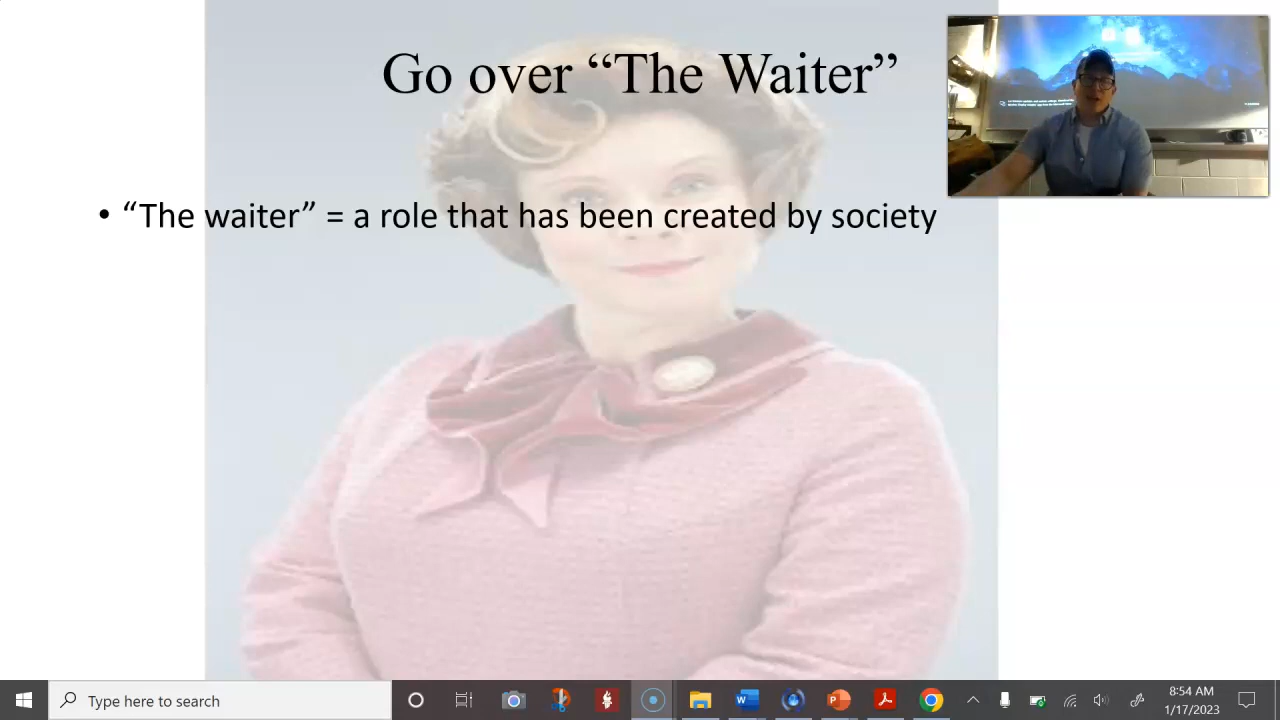 Go over “The Waiter”
• “The waiter” = a role that has been created by society
Type here to search
8:54 AM
1/17/2023